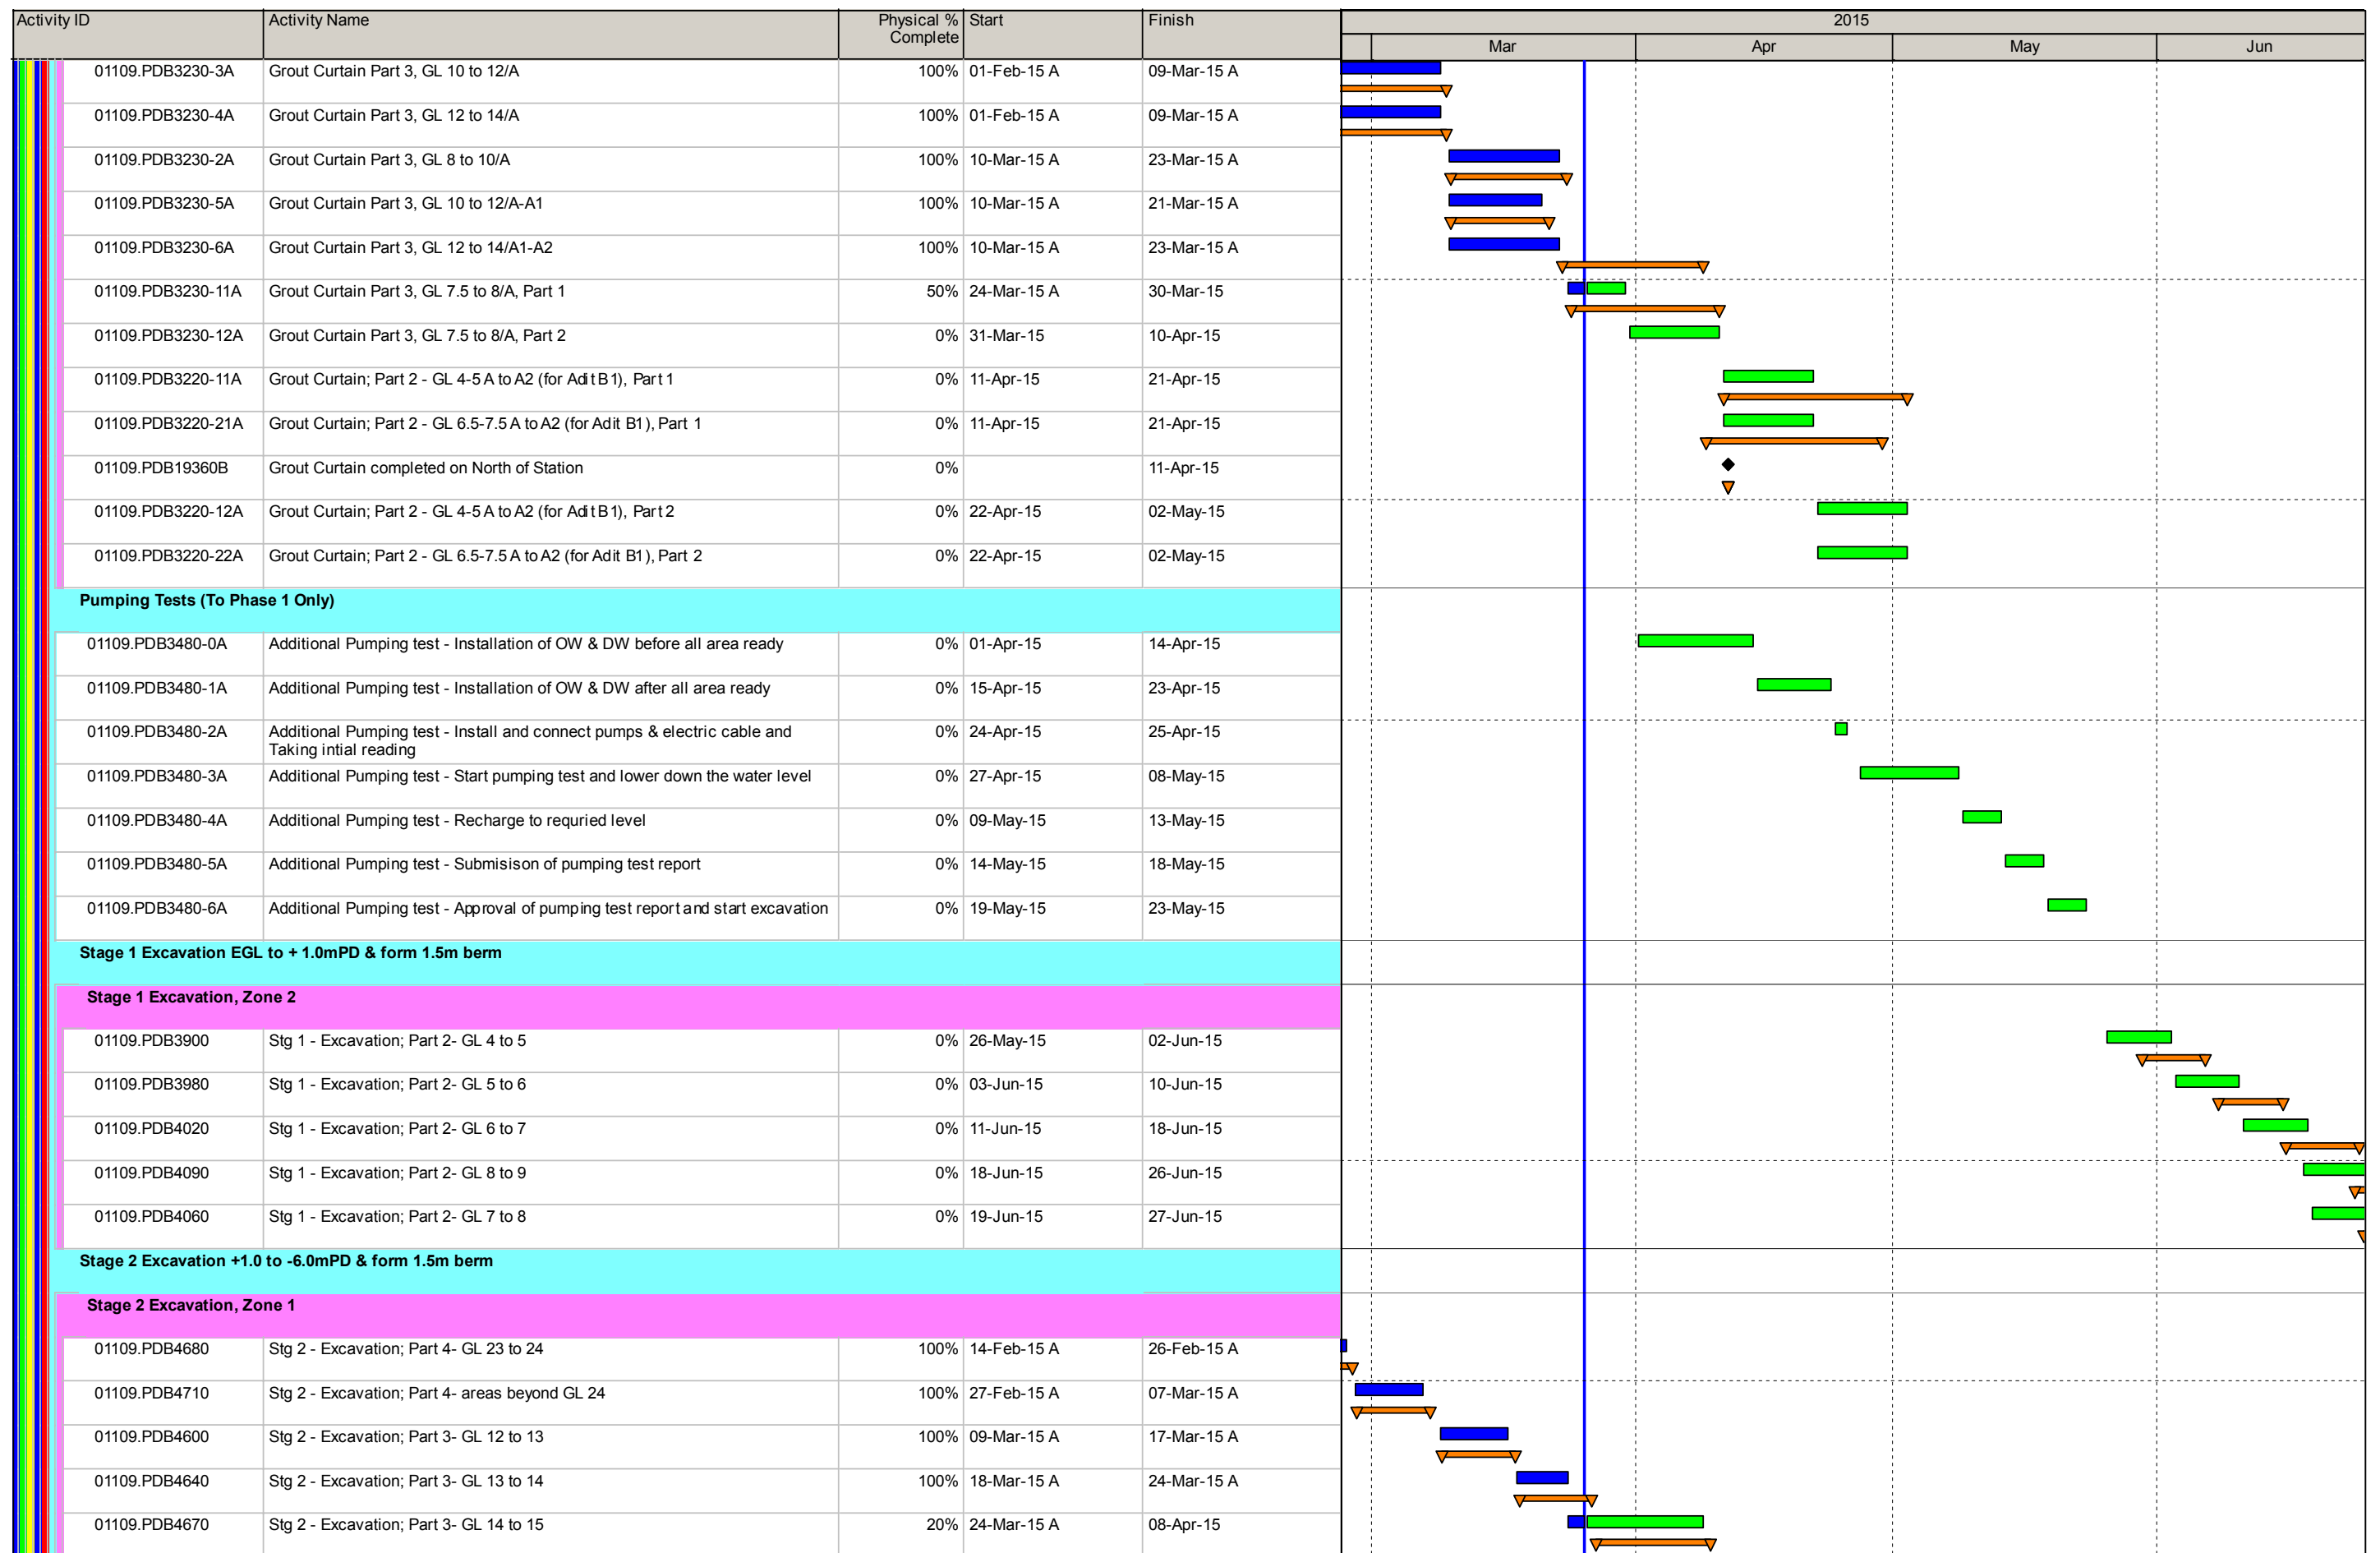 Activity ID Activity Name Physical % Complete Start Finish 2015
Mar Apr May Jun
01109.PDB3230-3A Grout Curtain Part 3, GL 10 to 12/A 100% 01-Feb-15 A 09-Mar-15 A
01109.PDB3230-4A Grout Curtain Part 3, GL 12 to 14/A 100% 01-Feb-15 A 09-Mar-15 A
01109.PDB3230-2A Grout Curtain Part 3, GL 8 to 10/A 100% 10-Mar-15 A 23-Mar-15 A
01109.PDB3230-5A Grout Curtain Part 3, GL 10 to 12/A-A1 100% 10-Mar-15 A 21-Mar-15 A
01109.PDB3230-6A Grout Curtain Part 3, GL 12 to 14/A1-A2 100% 10-Mar-15 A 23-Mar-15 A
01109.PDB3230-11A Grout Curtain Part 3, GL 7.5 to 8/A, Part 1 50% 24-Mar-15 A 30-Mar-15
01109.PDB3230-12A Grout Curtain Part 3, GL 7.5 to 8/A, Part 2 0% 31-Mar-15 10-Apr-15
01109.PDB3220-11A Grout Curtain; Part 2 - GL 4-5 A to A2 (for Adit B1), Part 1 0% 11-Apr-15 21-Apr-15
01109.PDB3220-21A Grout Curtain; Part 2 - GL 6.5-7.5 A to A2 (for Adit B1), Part 1 0% 11-Apr-15 21-Apr-15
01109.PDB19360B Grout Curtain completed on North of Station 0% 11-Apr-15
01109.PDB3220-12A Grout Curtain; Part 2 - GL 4-5 A to A2 (for Adit B1), Part 2 0% 22-Apr-15 02-May-15
01109.PDB3220-22A Grout Curtain; Part 2 - GL 6.5-7.5 A to A2 (for Adit B1), Part 2 0% 22-Apr-15 02-May-15
Pumping Tests (To Phase 1 Only)
01109.PDB3480-0A Additional Pumping test - Installation of OW & DW before all area ready 0% 01-Apr-15 14-Apr-15
01109.PDB3480-1A Additional Pumping test - Installation of OW & DW after all area ready 0% 15-Apr-15 23-Apr-15
01109.PDB3480-2A Additional Pumping test - Install and connect pumps & electric cable and 0% 24-Apr-15 25-Apr-15
Taking intial reading
01109.PDB3480-3A Additional Pumping test - Start pumping test and lower down the water level 0% 27-Apr-15 08-May-15
01109.PDB3480-4A Additional Pumping test - Recharge to requried level 0% 09-May-15 13-May-15
01109.PDB3480-5A Additional Pumping test - Submisison of pumping test report 0% 14-May-15 18-May-15
01109.PDB3480-6A Additional Pumping test - Approval of pumping test report and start excavation 0% 19-May-15 23-May-15
Stage 1 Excavation EGL to + 1.0mPD & form 1.5m berm
Stage 1 Excavation, Zone 2
01109.PDB3900 Stg 1 - Excavation; Part 2- GL 4 to 5 0% 26-May-15 02-Jun-15
01109.PDB3980 Stg 1 - Excavation; Part 2- GL 5 to 6 0% 03-Jun-15 10-Jun-15
01109.PDB4020 Stg 1 - Excavation; Part 2- GL 6 to 7 0% 11-Jun-15 18-Jun-15
01109.PDB4090 Stg 1 - Excavation; Part 2- GL 8 to 9 0% 18-Jun-15 26-Jun-15
01109.PDB4060 Stg 1 - Excavation; Part 2- GL 7 to 8 0% 19-Jun-15 27-Jun-15
Stage 2 Excavation +1.0 to -6.0mPD & form 1.5m berm
Stage 2 Excavation, Zone 1
01109.PDB4680 Stg 2 - Excavation; Part 4- GL 23 to 24 100% 14-Feb-15 A 26-Feb-15 A
01109.PDB4710 Stg 2 - Excavation; Part 4- areas beyond GL 24 100% 27-Feb-15 A 07-Mar-15 A
01109.PDB4600 Stg 2 - Excavation; Part 3- GL 12 to 13 100% 09-Mar-15 A 17-Mar-15 A
01109.PDB4640 Stg 2 - Excavation; Part 3- GL 13 to 14 100% 18-Mar-15 A 24-Mar-15 A
01109.PDB4670 Stg 2 - Excavation; Part 3- GL 14 to 15 20% 24-Mar-15 A 08-Apr-15